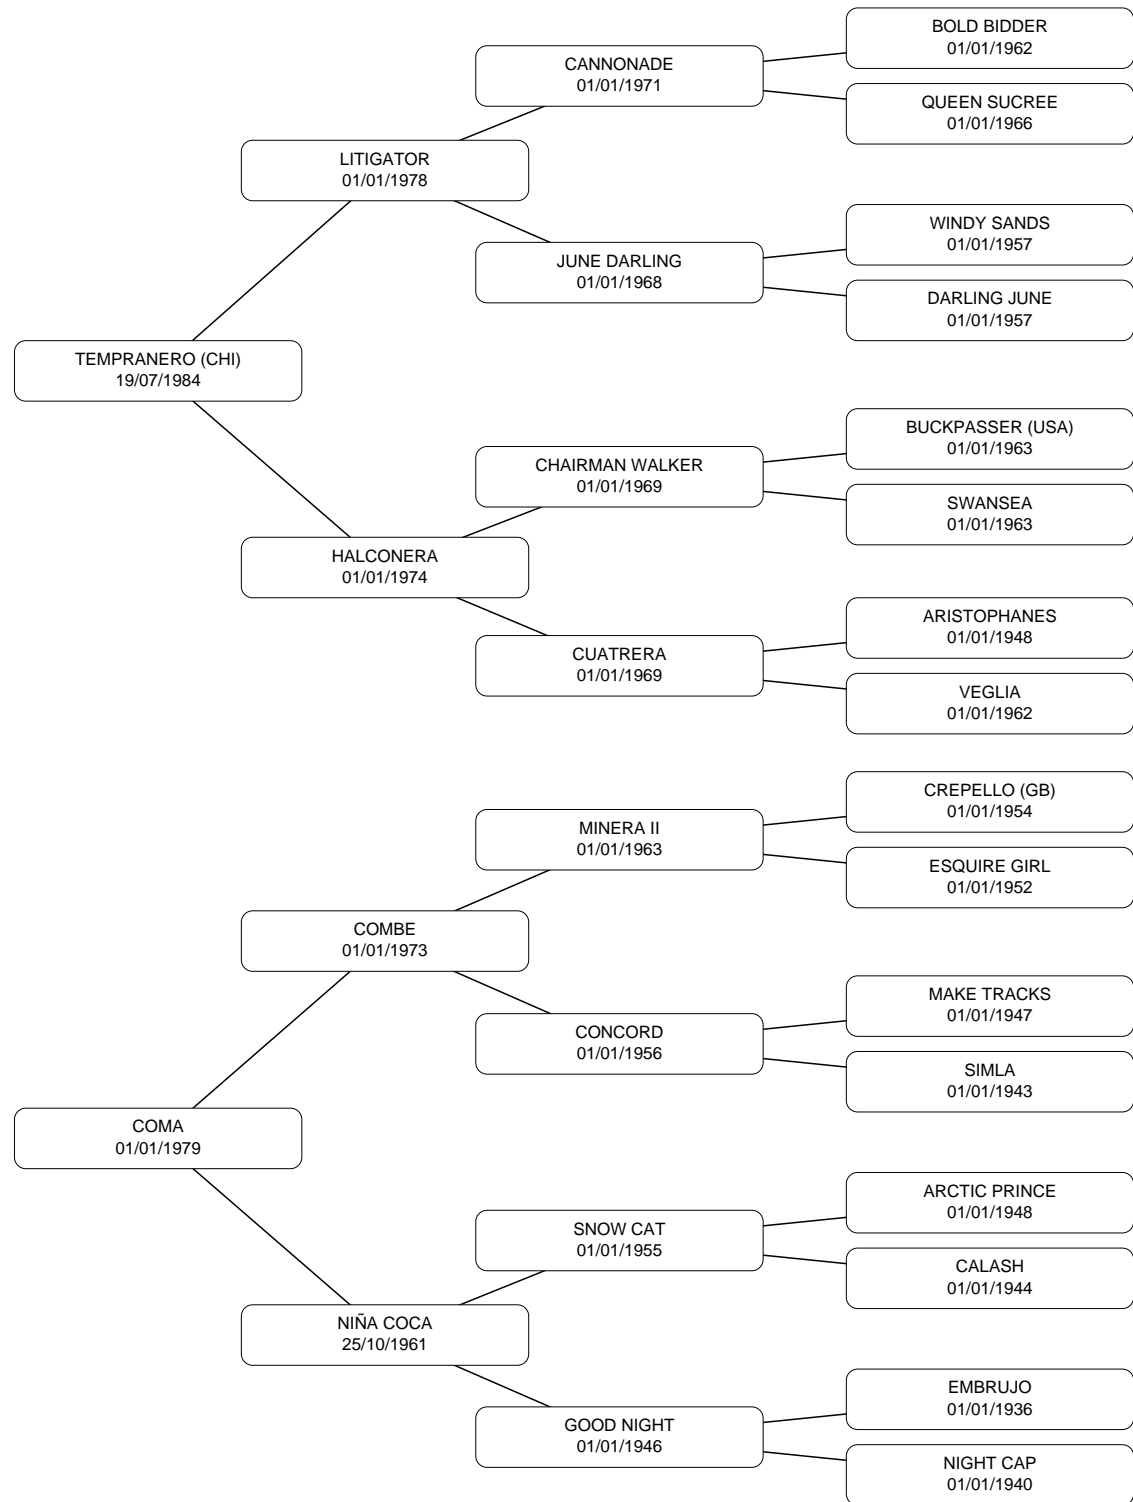 BOLD BIDDER
01/01/1962
CANNONADE
01/01/1971
QUEEN SUCREE
01/01/1966
LITIGATOR
01/01/1978
WINDY SANDS
01/01/1957
JUNE DARLING
01/01/1968
DARLING JUNE
01/01/1957
TEMPRANERO (CHI)
19/07/1984
BUCKPASSER (USA)
01/01/1963
CHAIRMAN WALKER
01/01/1969
SWANSEA
01/01/1963
HALCONERA
01/01/1974
ARISTOPHANES
01/01/1948
CUATRERA
01/01/1969
VEGLIA
01/01/1962
CREPELLO (GB)
01/01/1954
MINERA II
01/01/1963
ESQUIRE GIRL
01/01/1952
COMBE
01/01/1973
MAKE TRACKS
01/01/1947
CONCORD
01/01/1956
SIMLA
01/01/1943
COMA
01/01/1979
ARCTIC PRINCE
01/01/1948
SNOW CAT
01/01/1955
CALASH
01/01/1944
NIÑA COCA
25/10/1961
EMBRUJO
01/01/1936
GOOD NIGHT
01/01/1946
NIGHT CAP
01/01/1940